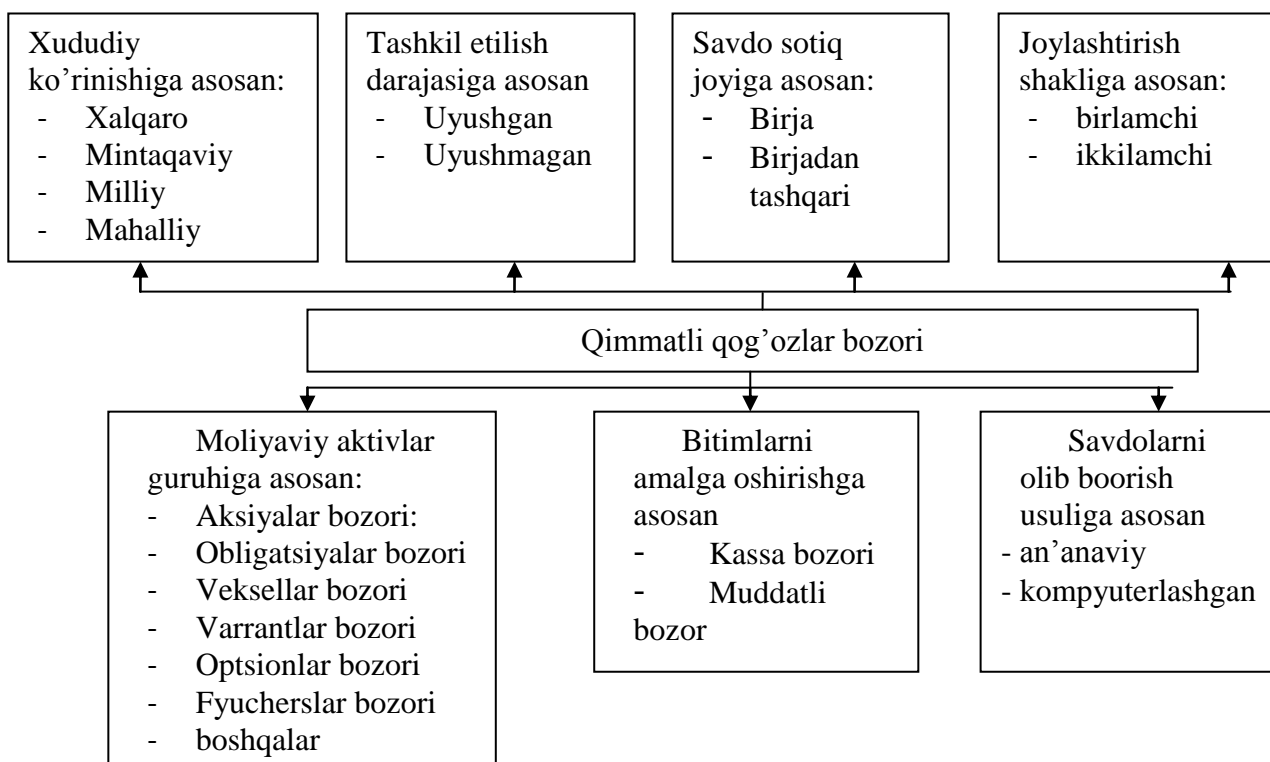 Xududiy
ko’rinishiga asosan:
- Xalqaro
- Mintaqaviy
- Milliy
- Mahalliy
Tashkil etilish
darajasiga asosan
- Uyushgan
- Uyushmagan
Savdo sotiq
joyiga asosan:
- Birja
- Birjadan
tashqari
Joylashtirish
shakliga asosan:
- birlamchi
- ikkilamchi
Qimmatli qog’ozlar bozori
Moliyaviy aktivlar
guruhiga asosan:
- Aksiyalar bozori:
- Obligatsiyalar bozori
- Veksellar bozori
- Varrantlar bozori
- Optsionlar bozori
- Fyucherslar bozori
- boshqalar
Bitimlarni
amalga oshirishga
asosan
- Kassa bozori
- Muddatli
bozor
Savdolarni
olib boorish
usuliga asosan
- an’anaviy
- kompyuterlashgan